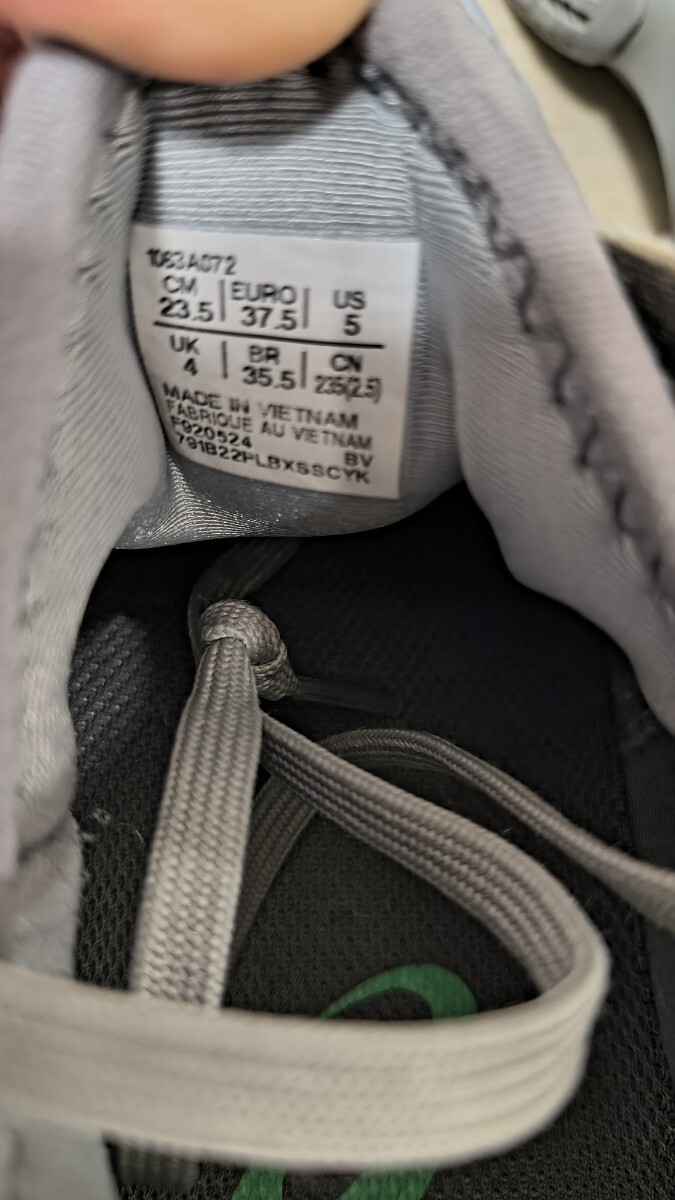 1063A072
CM | EURO | US
23.5 | 37.5 | 5
UK | BR | CN
4 | 35.5 | 235(2.5)
MADE IN VIETNAM
FABRIQUE AU VIETNAM
F920524 BV
791B22PLBXSSCYK